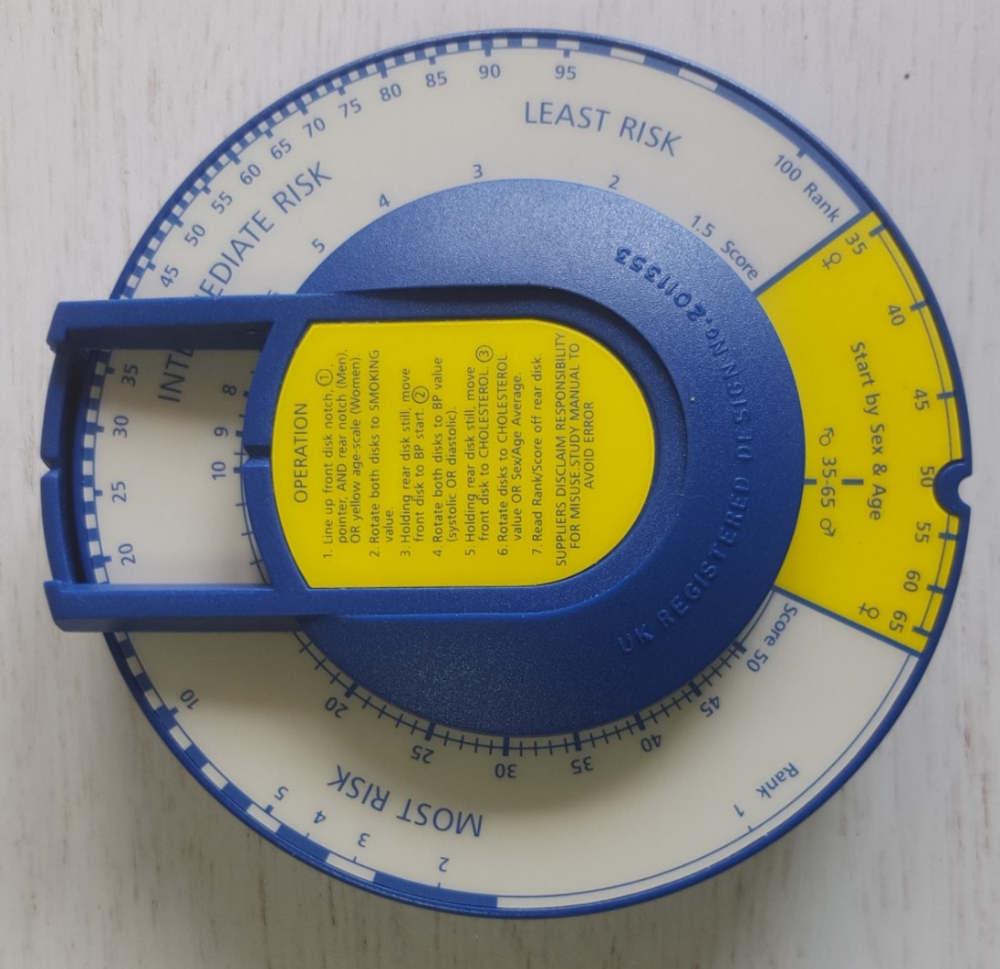 OPERATION
1. Line up front disk notch, ①,
pointer, AND rear notch (Men),
OR yellow age-scale (Women).
2. Rotate both disks to SMOKING
value.
3. Holding rear disk still, move
front disk to BP start. ②
4. Rotate both disks to BP value
(systolic OR diastolic).
5. Holding rear disk still, move
front disk to CHOLESTEROL. ③
6. Rotate disks to CHOLESTEROL
value OR Sex/Age Average.
7. Read Rank/Score off rear disk.
SUPPLIERS DISCLAIM RESPONSIBILITY
FOR MISUSE.STUDY MANUAL TO
AVOID ERROR
UK REGISTERED DESIGN NO.2011353
Start by Sex & Age
♀ 35 40 45 50 55 60 65 ♀
♂ 35-65 ♂
Rank 100 95 90 85 80 75 70 65 60 55 50 45 35 30 25 20 10 5 4 3 2 1 Rank
LEAST RISK
MEDIATE RISK
INTE
MOST RISK
Score 1.5 2 3 4 5 8 9 10 20 25 30 35 40 45 50 Score